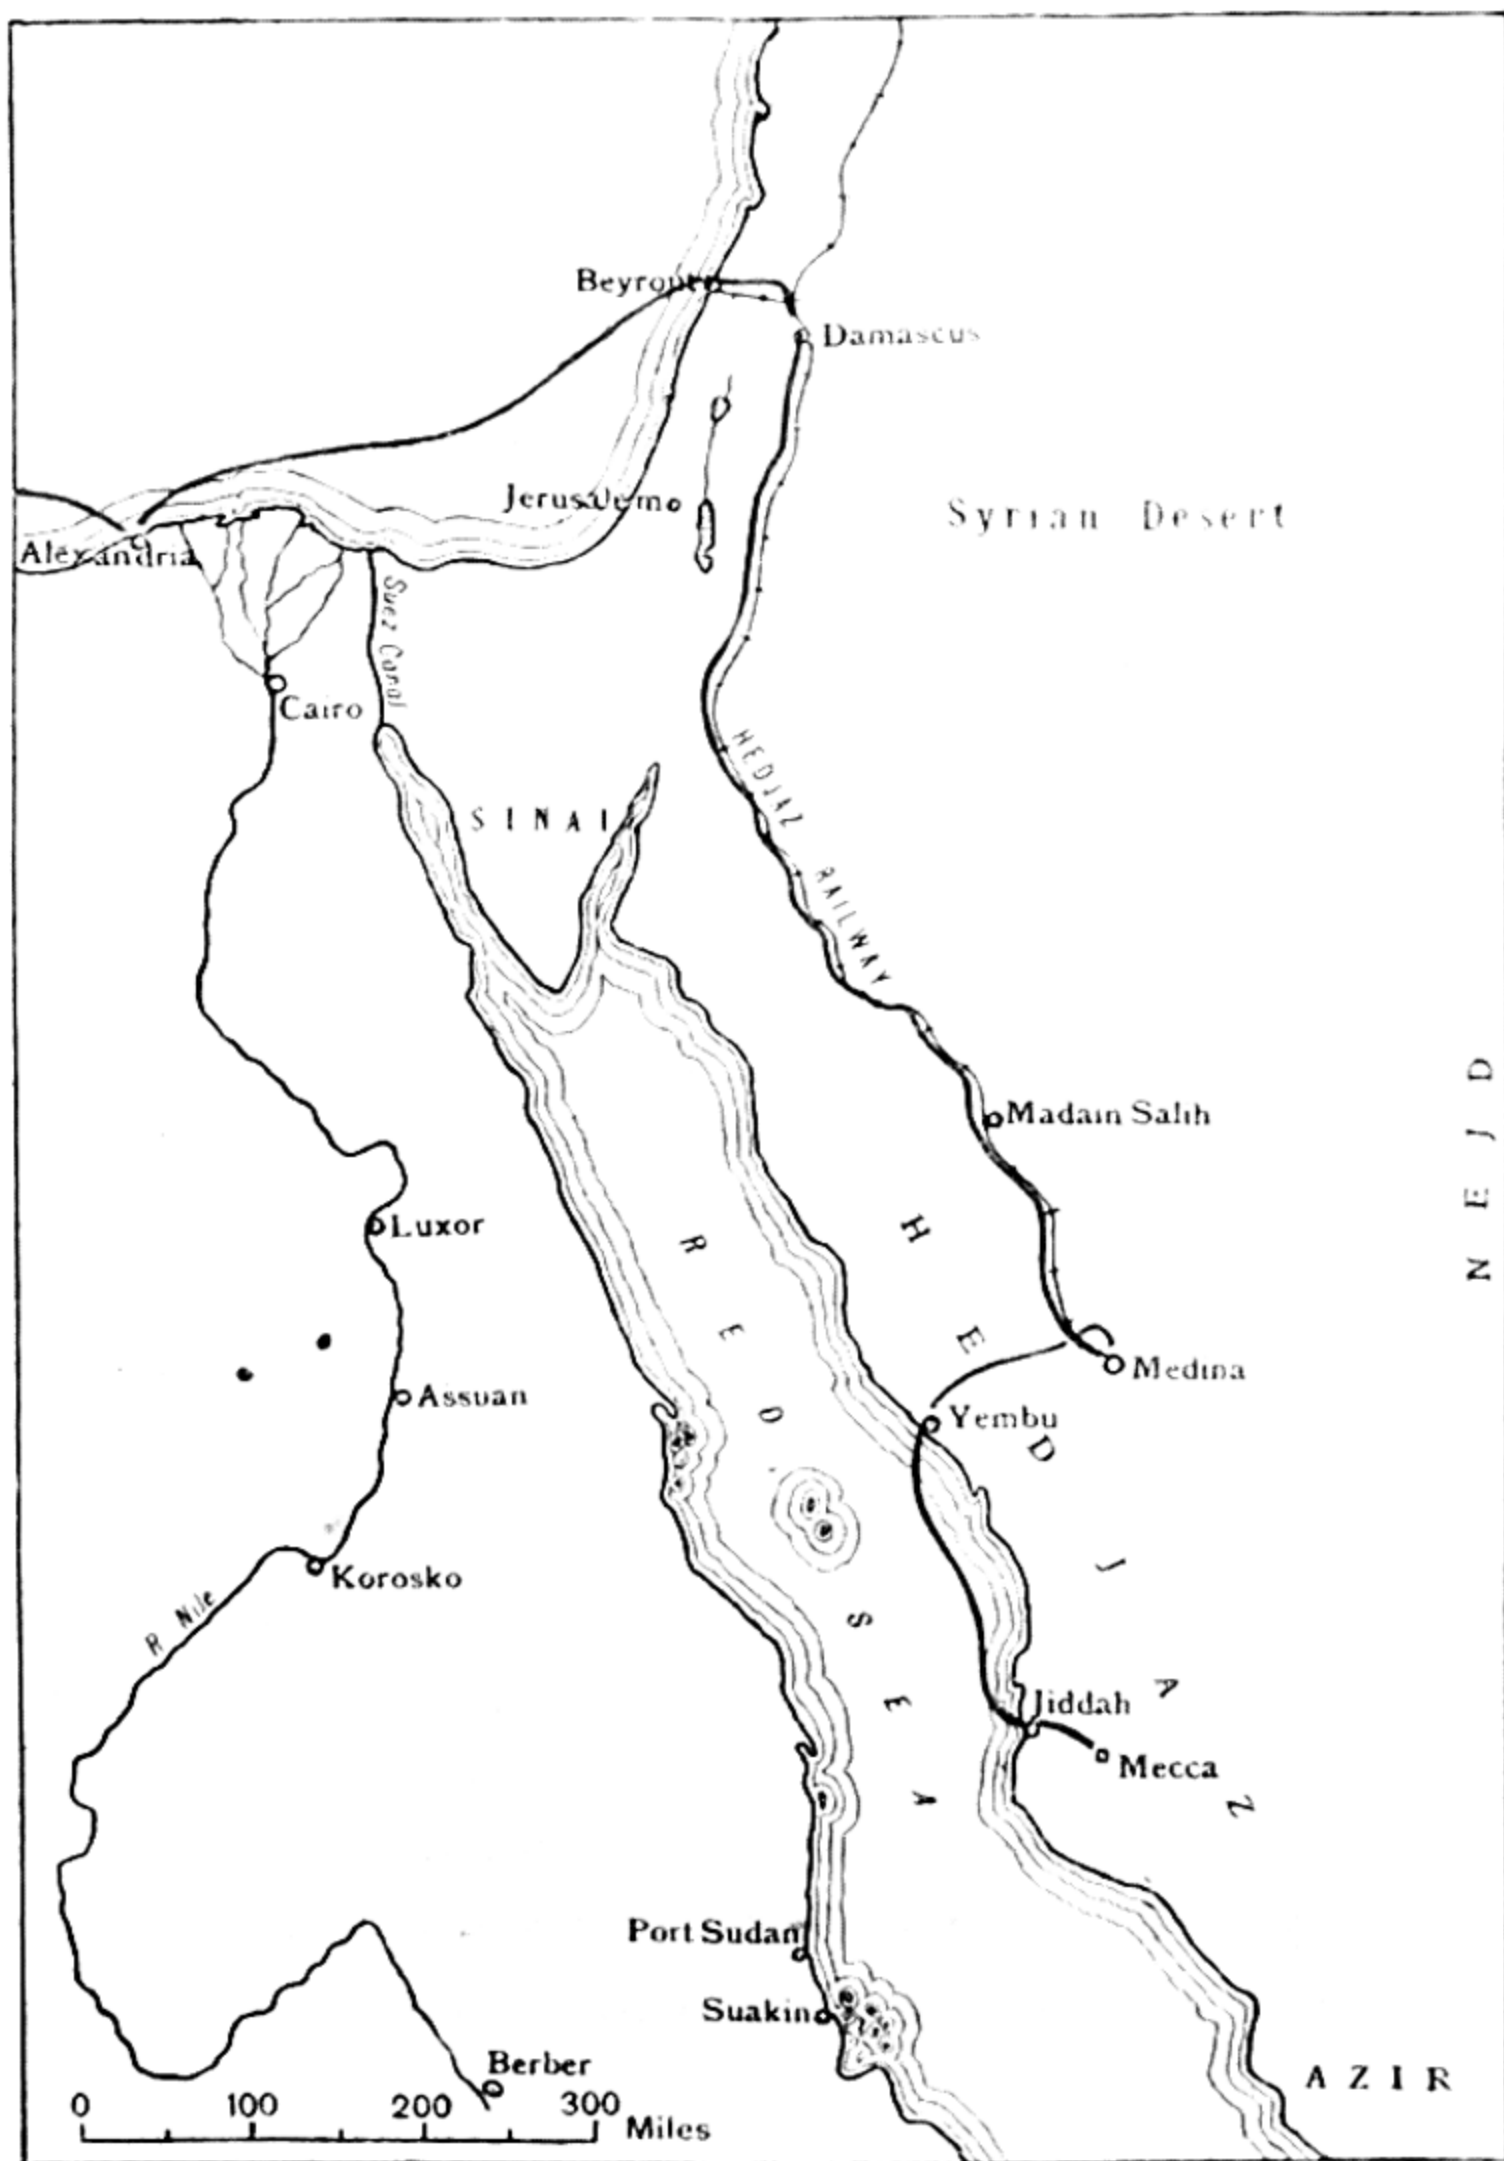 Beyrout
Damascus
Jerusalem
Syrian Desert
Alexandria
Suez Canal
Cairo
HEDJAZ RAILWAY
SINAI
NEJD
Madain Salih
Luxor
RED SEA
HEDJAZ
Medina
Assuan
Yembu
Korosko
R Nile
Jiddah
Mecca
Port Sudan
Suakin
Berber
AZIR
0 100 200 300 Miles